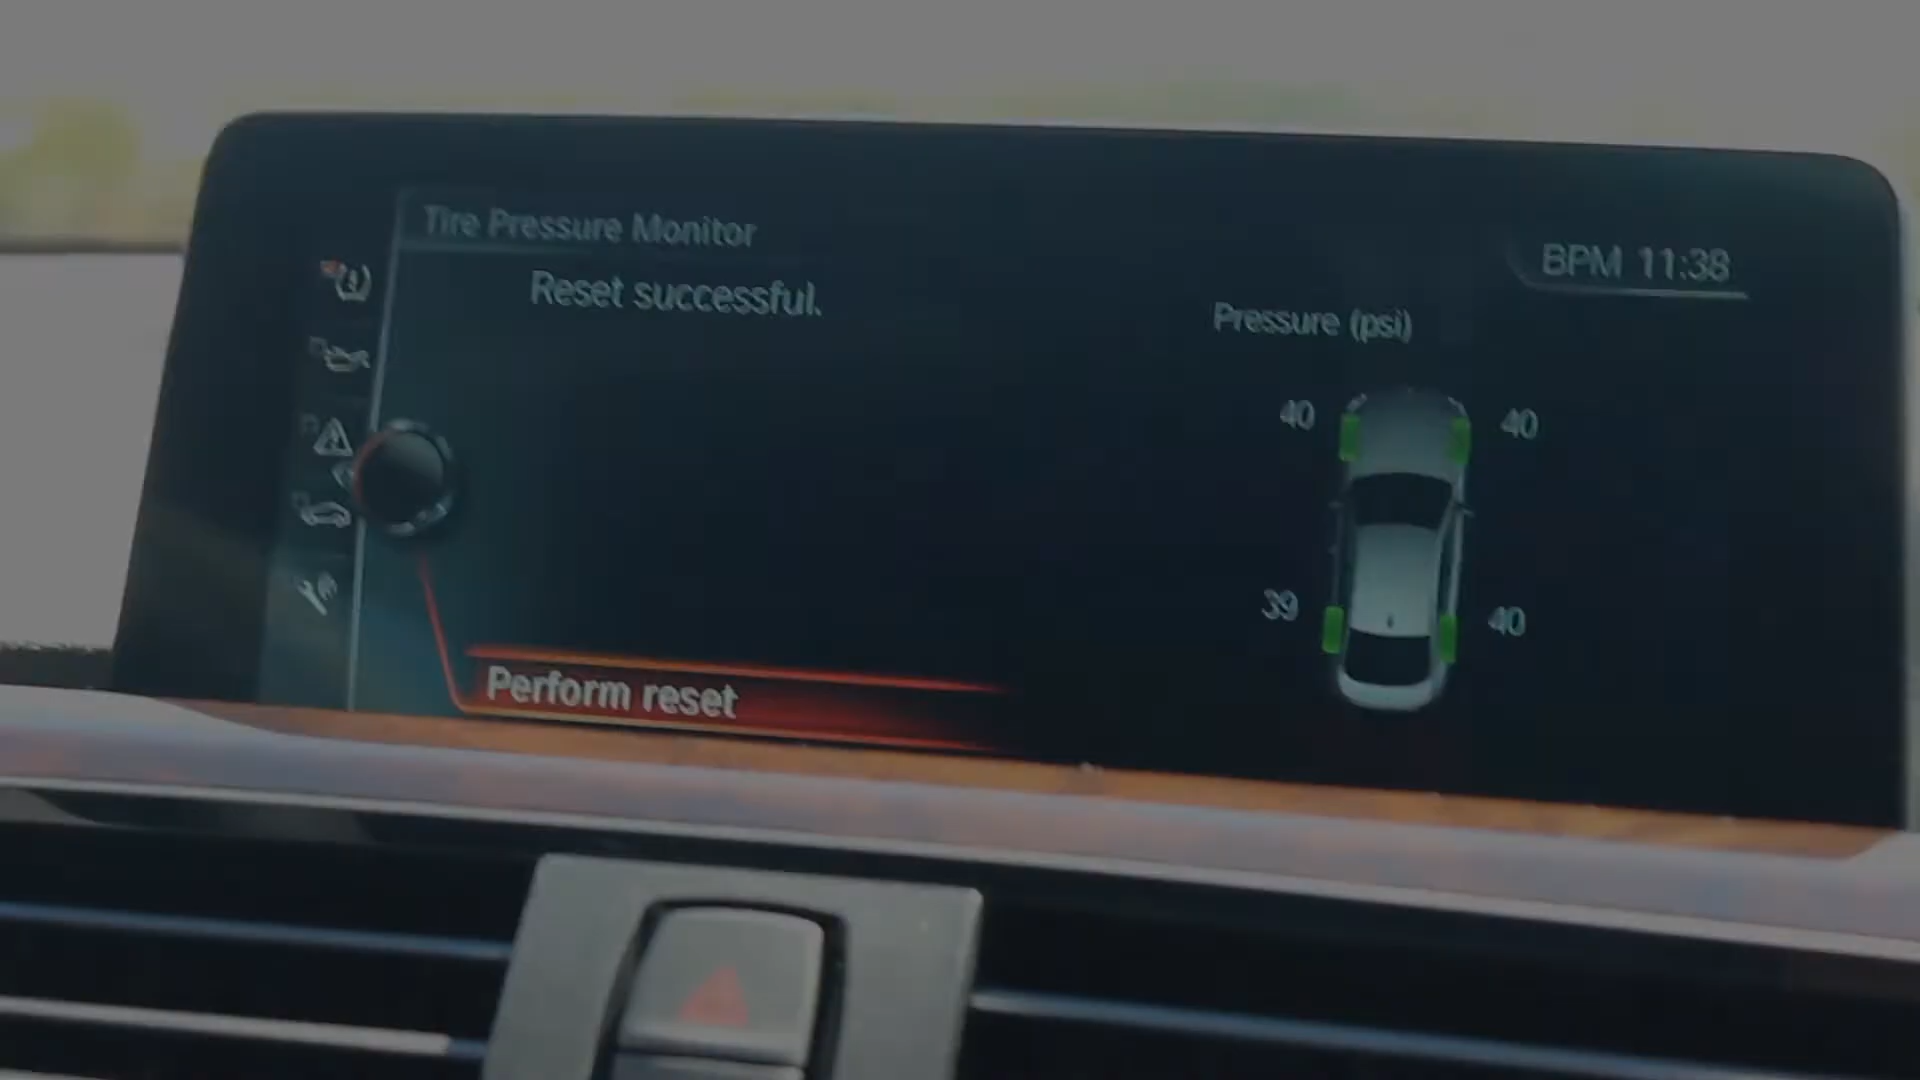 Tire Pressure Monitor
BPM 11:38
Reset successful.
Pressure (psi)
40 40
39 40
Perform reset